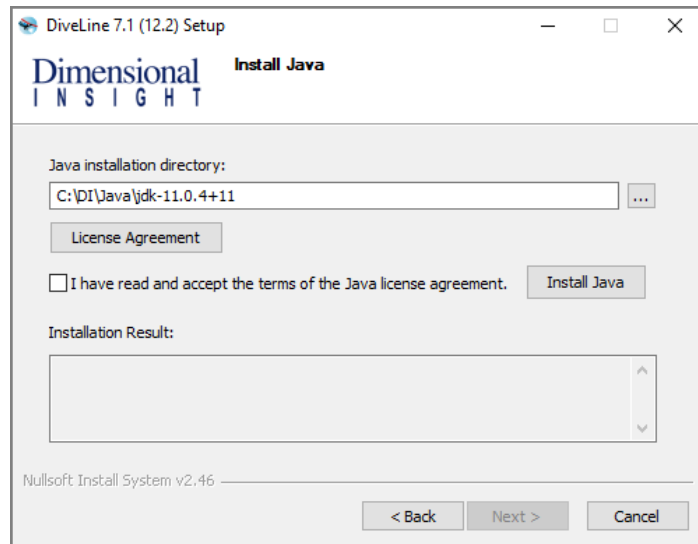 DiveLine 7.1 (12.2) Setup
Dimensional
INSIGHT
Install Java
Java installation directory:
C:\DI\Java\jdk-11.0.4+11
...
License Agreement
I have read and accept the terms of the Java license agreement.
Install Java
Installation Result:
Nullsoft Install System v2.46
< Back
Next >
Cancel